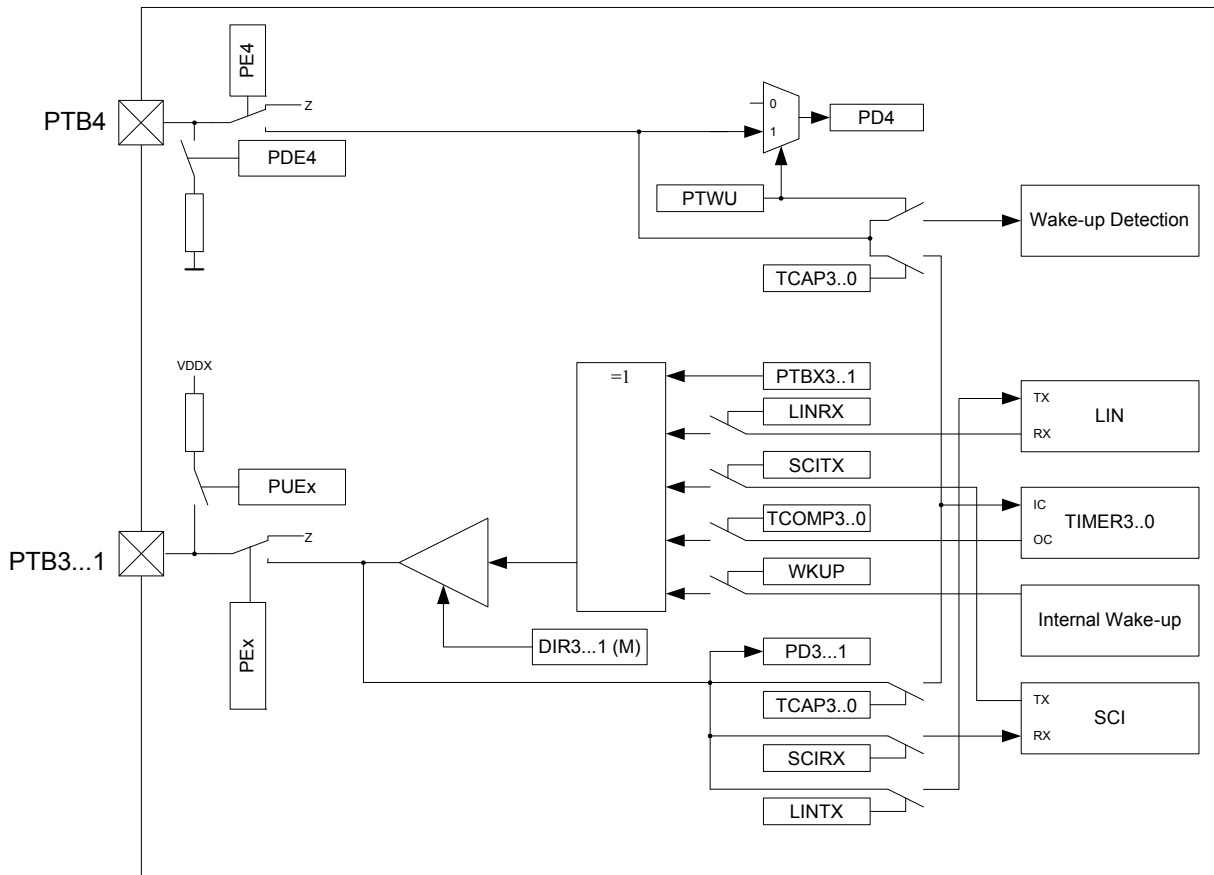 PE4
Z
PTB4
0
1
PD4
PDE4
PTWU
Wake-up Detection
TCAP3..0
VDDX
=1
PTBX3..1
LINRX
TX
LIN
RX
SCITX
PUEx
TCOMP3..0
IC
TIMER3..0
OC
Z
PTB3...1
WKUP
Internal Wake-up
DIR3...1 (M)
PD3...1
PEx
TCAP3..0
TX
SCI
RX
SCIRX
LINTX